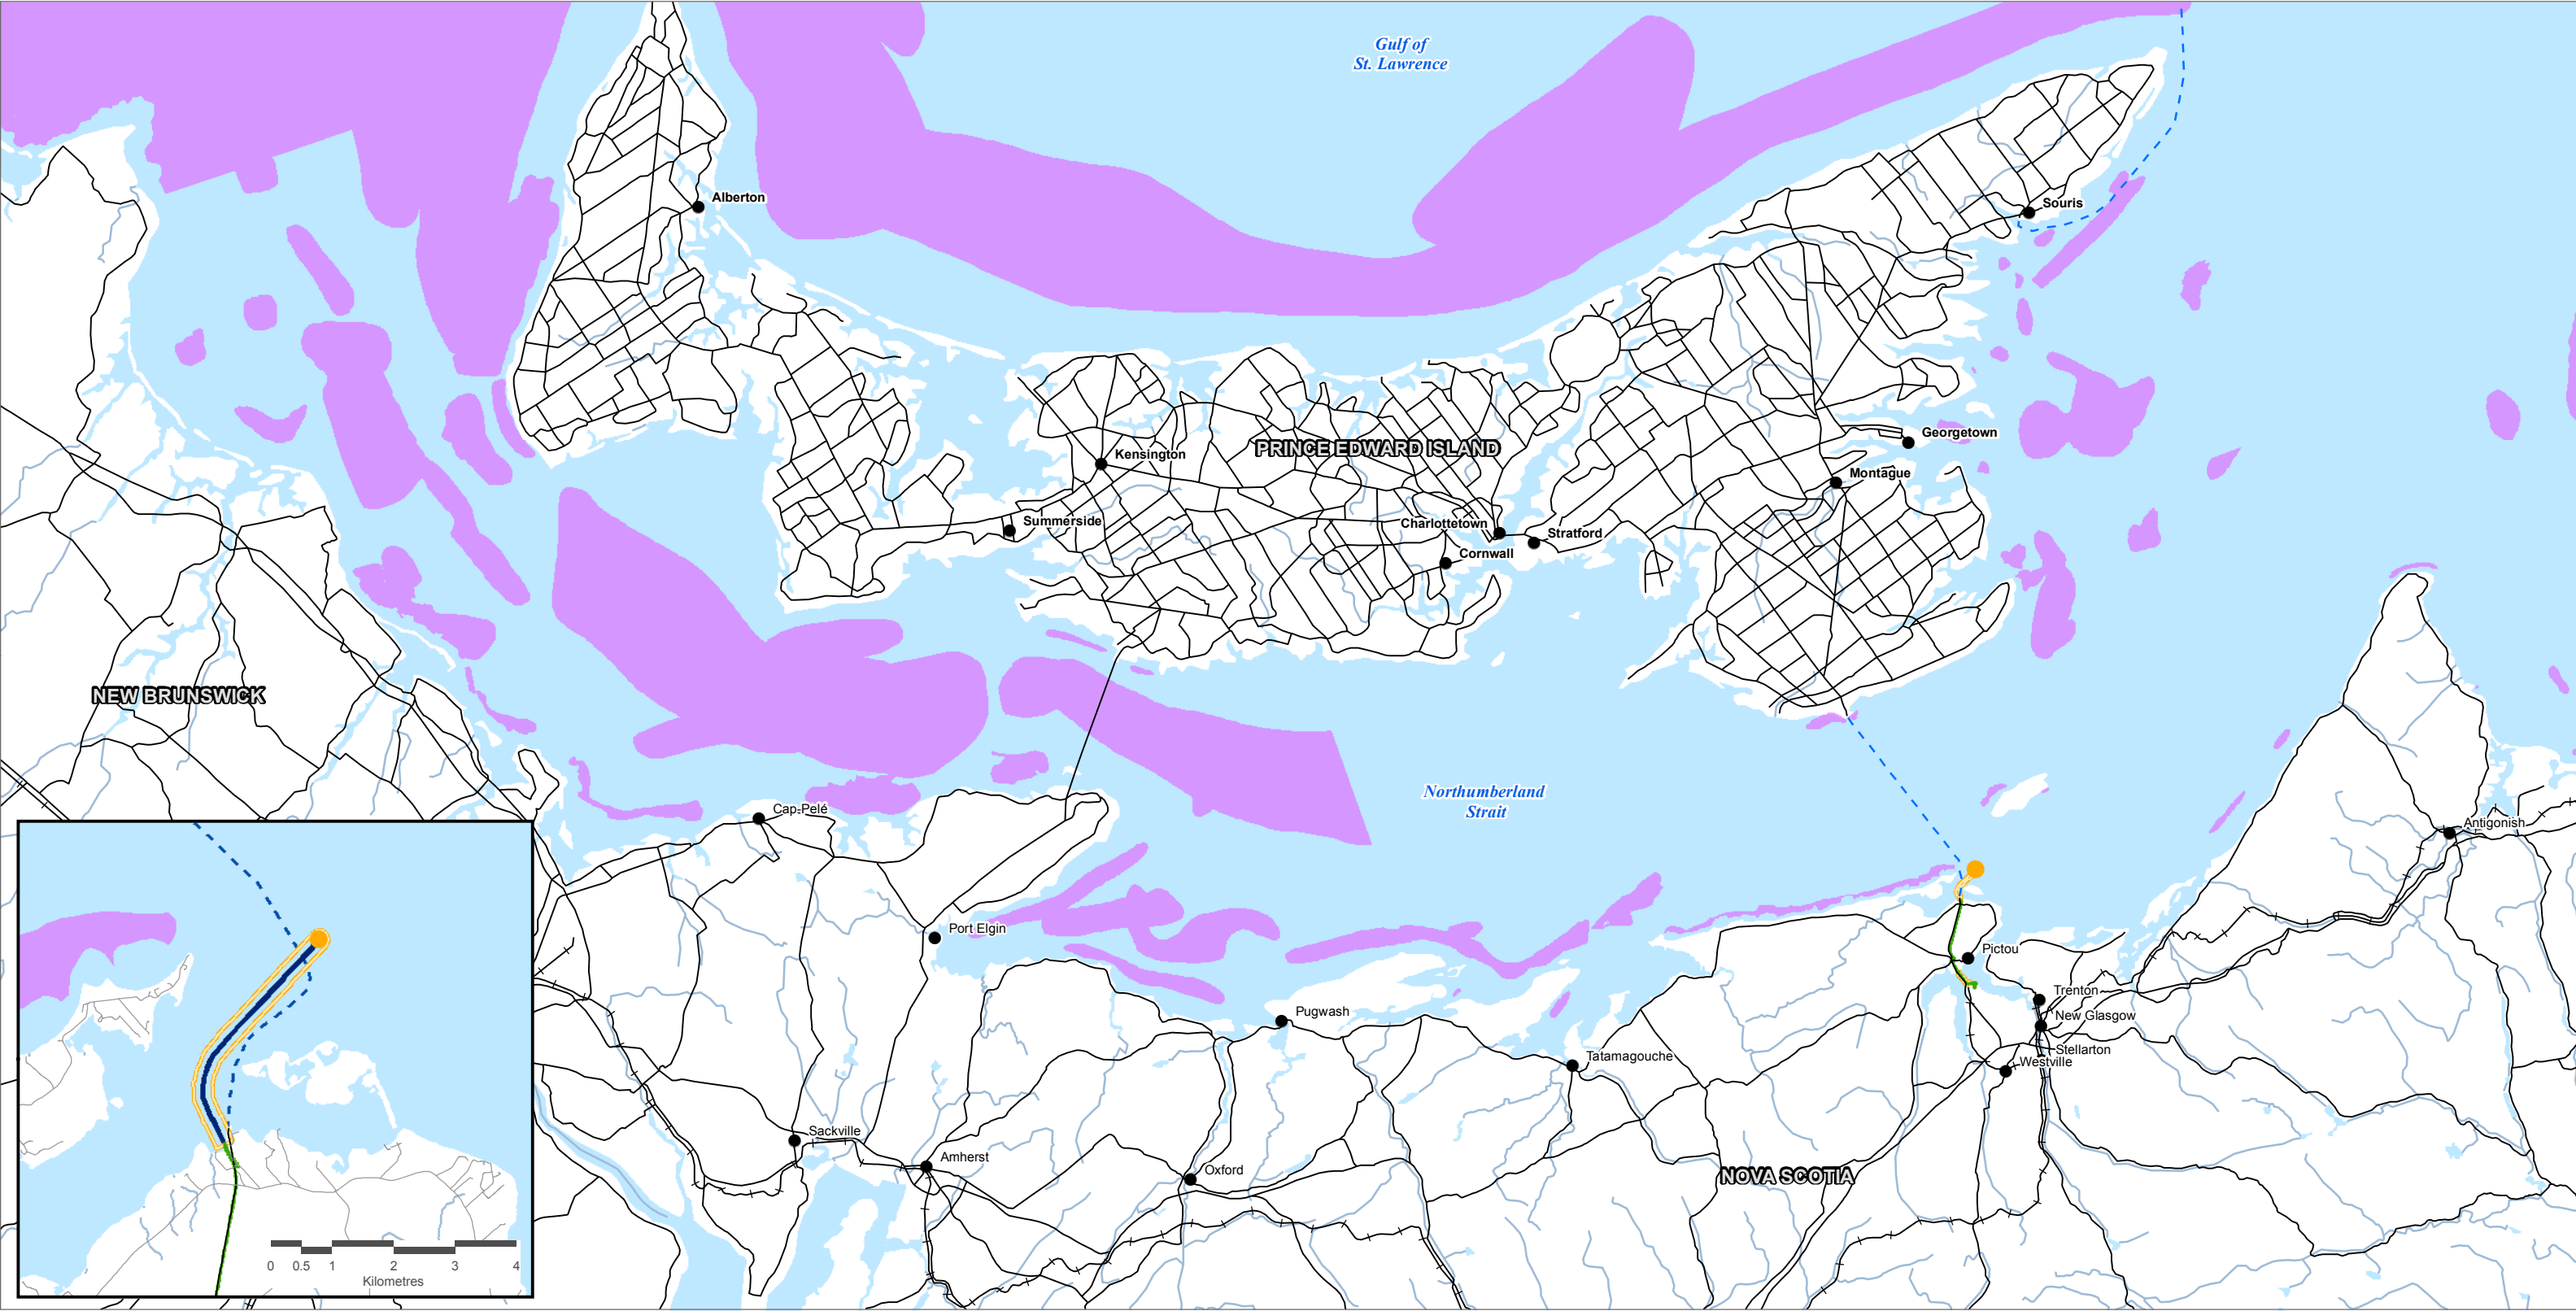 Gulf of
St. Lawrence
Alberton
Souris
Georgetown
PRINCE EDWARD ISLAND
Kensington
Montague
Summerside
Charlottetown
Stratford
Cornwall
NEW BRUNSWICK
Northumberland
Strait
Cap-Pelé
Antigonish
Port Elgin
Pictou
Trenton
Pugwash
New Glasgow
Stellarton
Tatamagouche
Westville
Sackville
Amherst
Oxford
NOVA SCOTIA
0 0.5 1 2 3 4
Kilometres